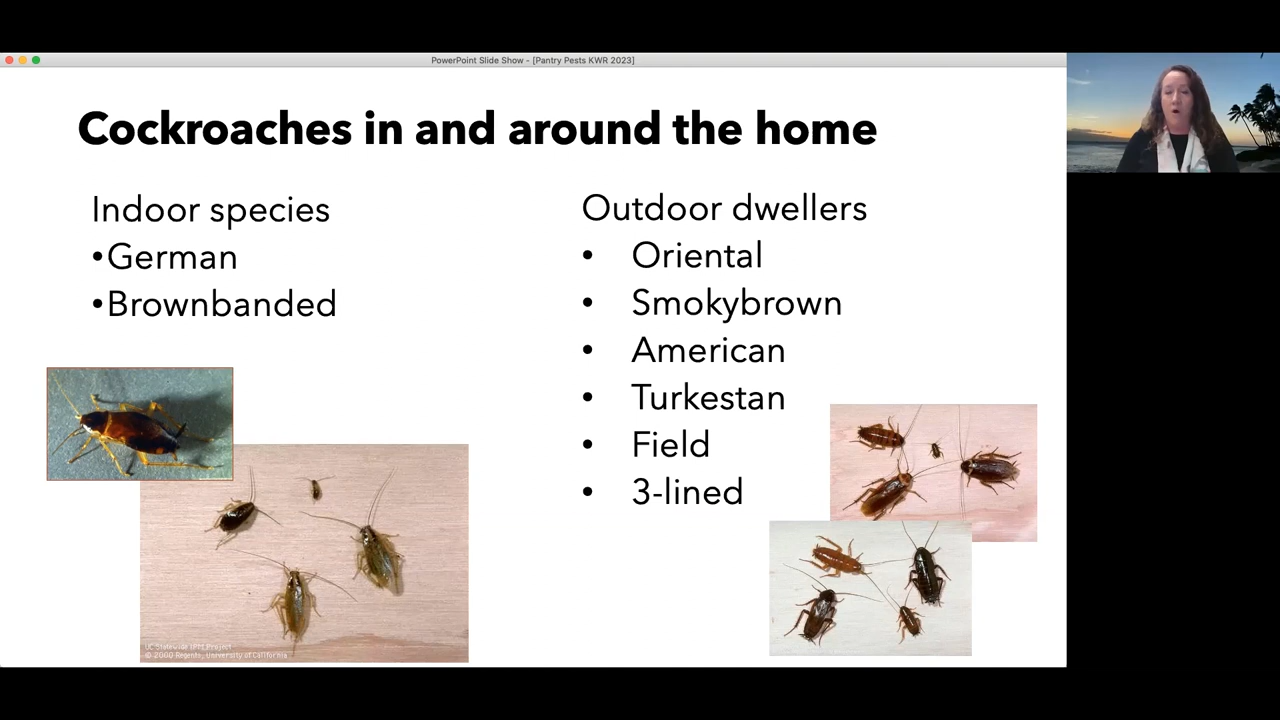 PowerPoint Slide Show - [Pantry Pests KWR 2023]
Cockroaches in and around the home
Indoor species
•German
•Brownbanded
Outdoor dwellers
• Oriental
• Smokybrown
• American
• Turkestan
• Field
• 3-lined
UC Statewide IPM Project
© 2000 Regents, University of California